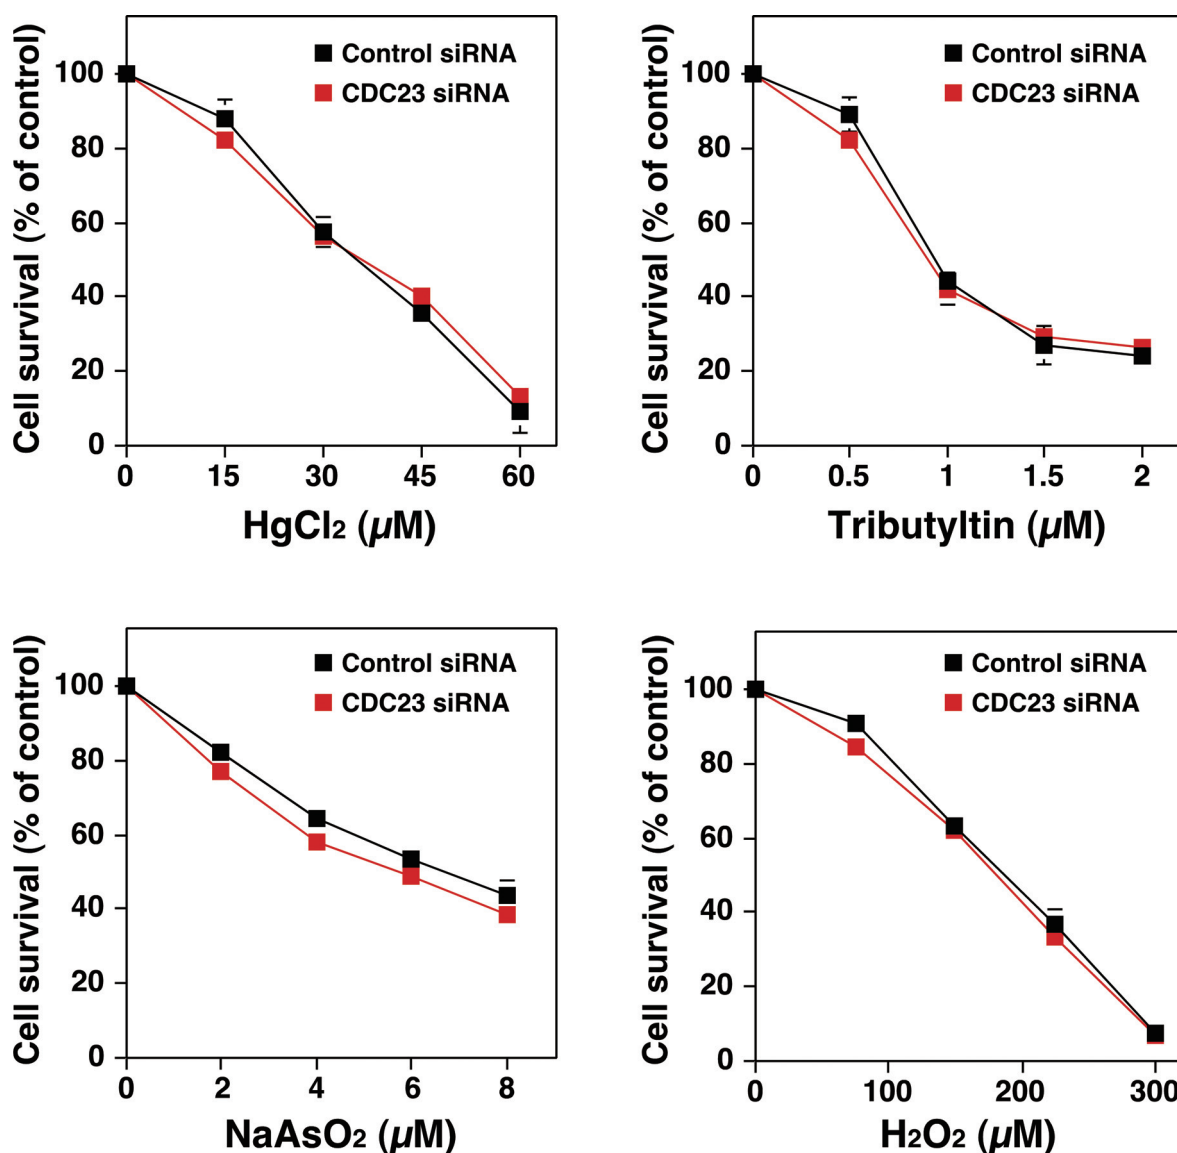 Cell survival (% of control)
Control siRNA
CDC23 siRNA
100
80
60
40
20
0
0 15 30 45 60
HgCl₂ (µM)
Cell survival (% of control)
Control siRNA
CDC23 siRNA
100
80
60
40
20
0
0 0.5 1 1.5 2
Tributyltin (µM)
Cell survival (% of control)
Control siRNA
CDC23 siRNA
100
80
60
40
20
0
0 2 4 6 8
NaAsO₂ (µM)
Cell survival (% of control)
Control siRNA
CDC23 siRNA
100
80
60
40
20
0
0 100 200 300
H₂O₂ (µM)